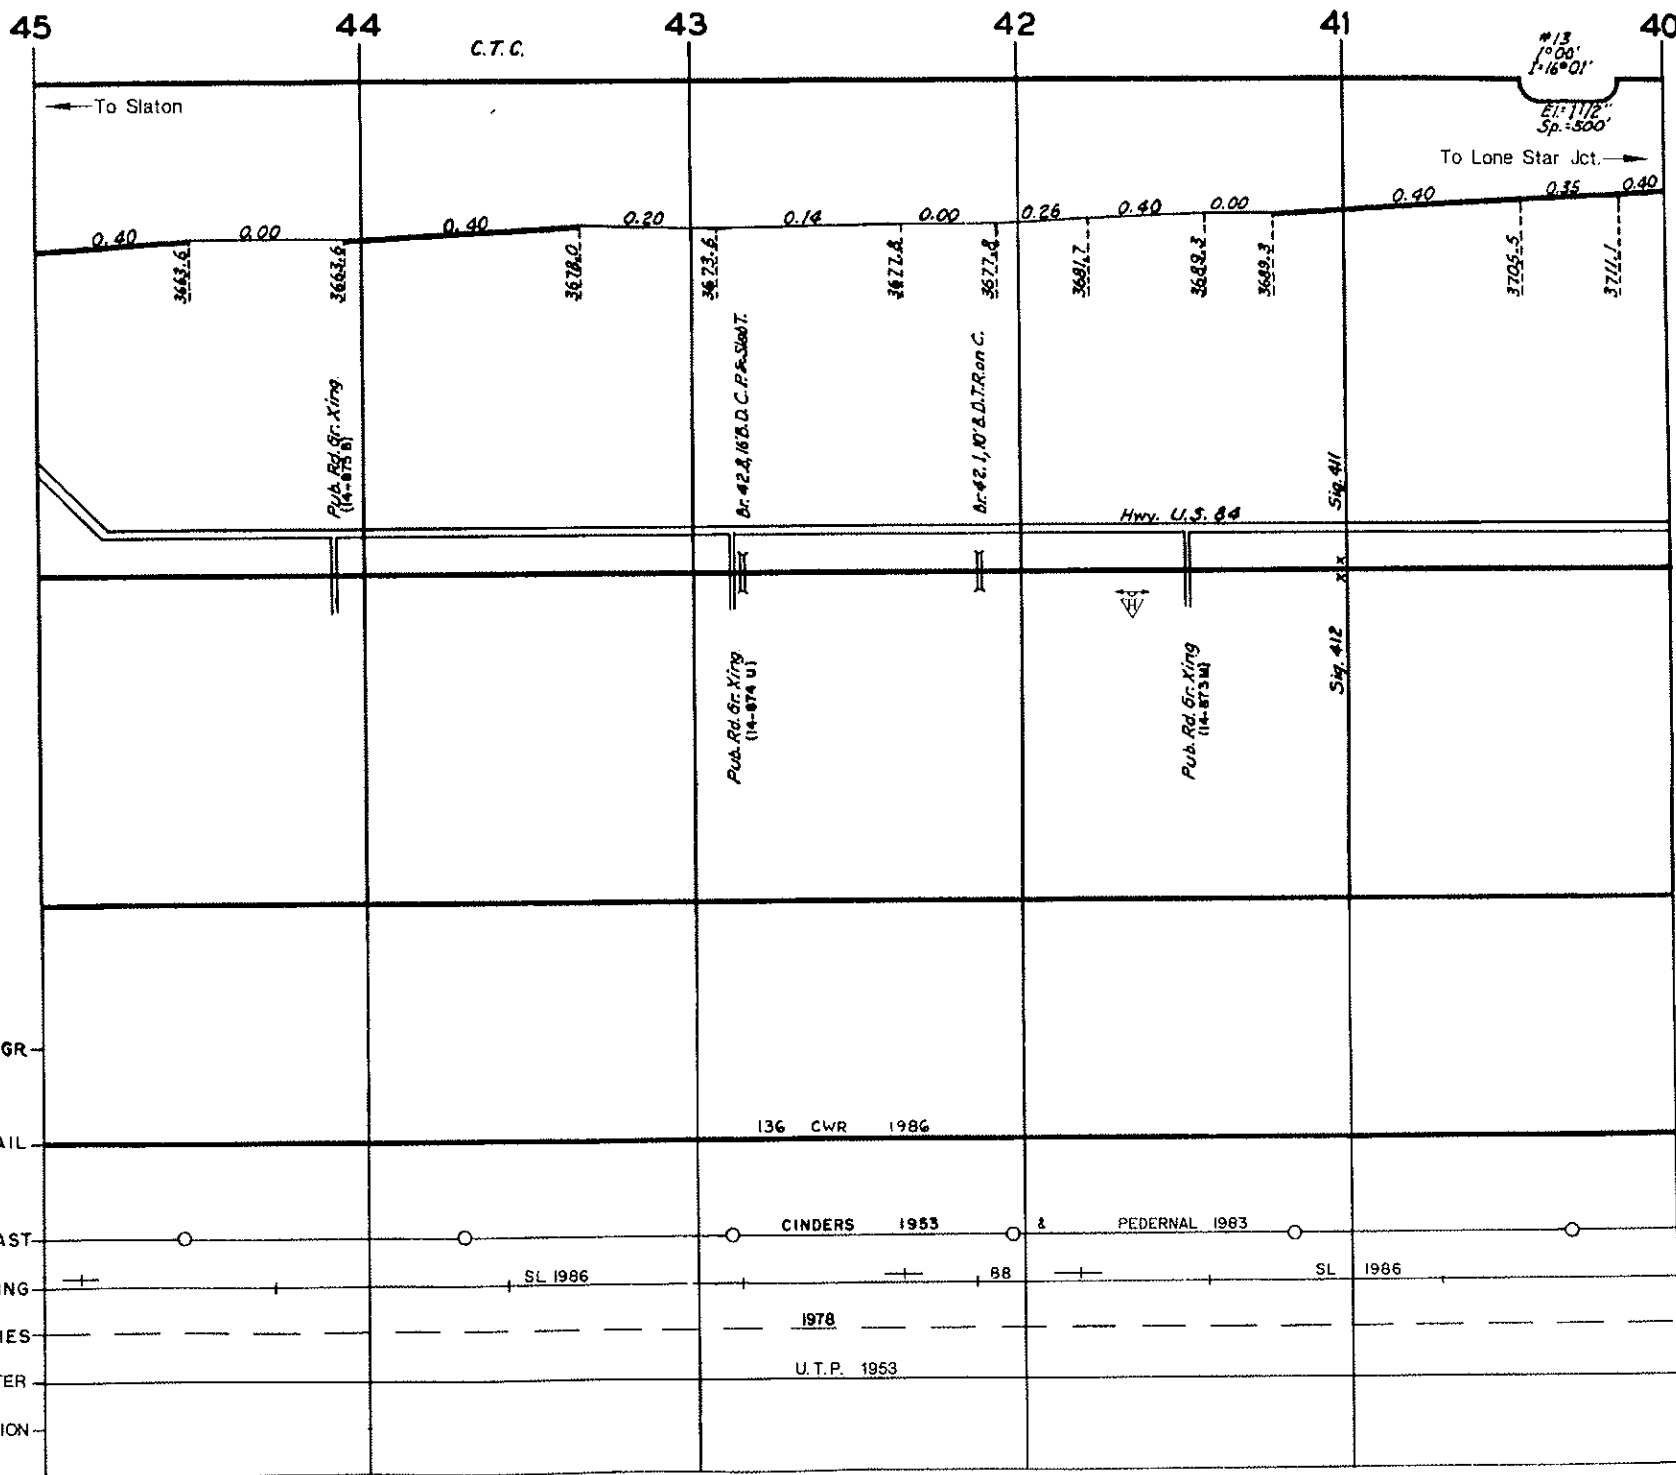 45 44 43 42 41 40
C.T.C.
#13
1°00'
I=16°01'
To Slaton
El.=1 1/2"
Sp.=500'
To Lone Star Jct.
0.40 0.00 0.40 0.20 0.14 0.00 0.26 0.40 0.00 0.40 0.35 0.40
3663.6 3663.6 3678.0 3673.6 3677.8 3677.8 3681.7 3689.3 3689.3 3705.5 3711.1
Pub. Rd. Gr. Xing
(14-875 B)
Br. 42.8, 16' B.D. C.P. & Slab T.
Br. 42.1, 10' B.D.T.R. on C.
Sig. 411
Hwy. U.S. 84
H
Pub. Rd. Gr. Xing
(14-874 U)
Pub. Rd. Gr. Xing
(14-873 M)
Sig. 412
GR
AIL
136 CWR 1986
AST
CINDERS 1953 & PEDERNAL 1983
ING
SL 1986 88 SL 1986
IES
1978
TER
U.T.P. 1953
ION